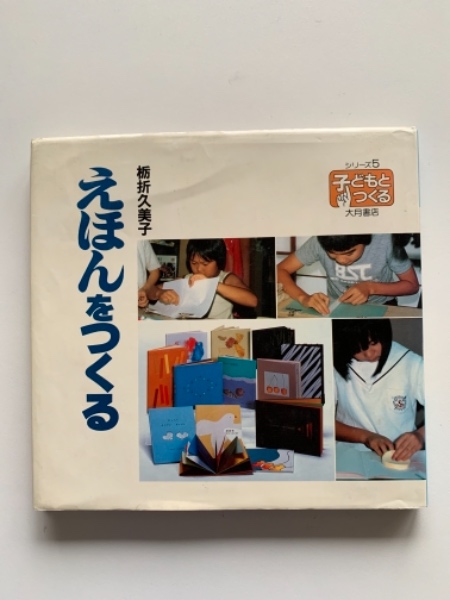 えほんをつくる
栃折久美子
シリーズ5
子どもと
つくる
大月書店